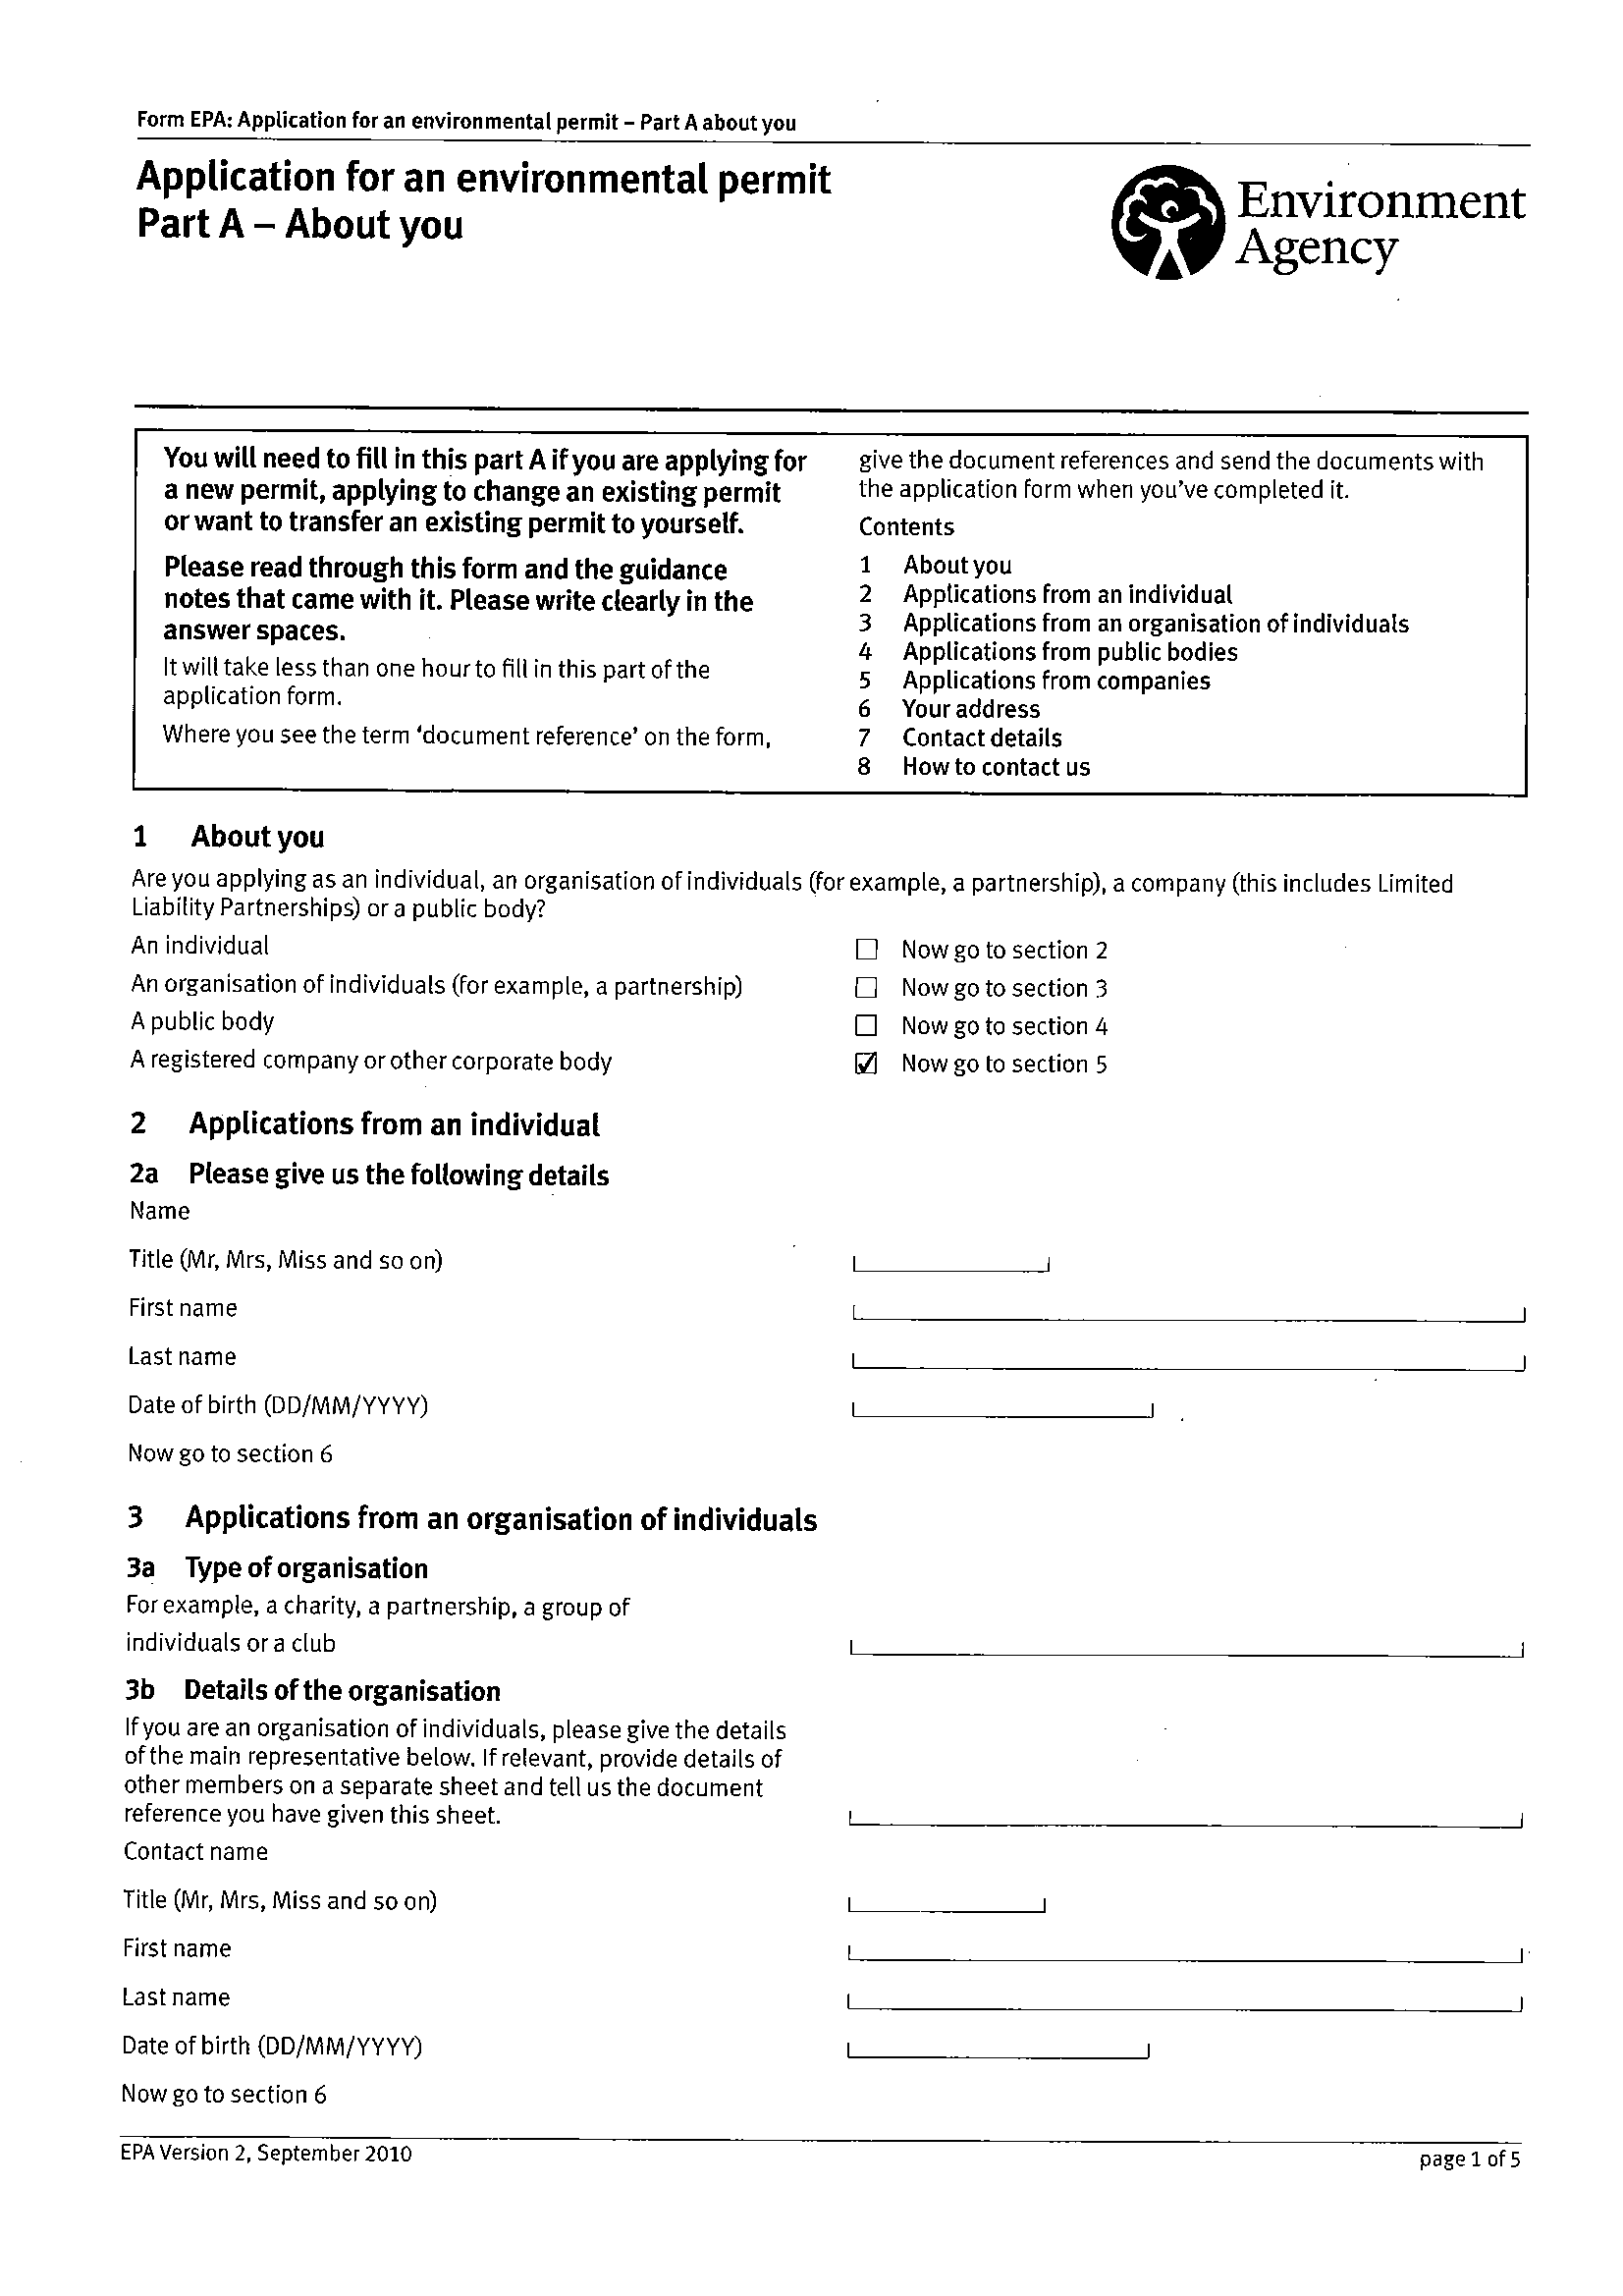 Form EPA: Application for an environmental permit – Part A about you
Application for an environmental permit
Part A – About you
Environment
Agency
You will need to fill in this part A if you are applying for
a new permit, applying to change an existing permit
or want to transfer an existing permit to yourself.
Please read through this form and the guidance
notes that came with it. Please write clearly in the
answer spaces.
It will take less than one hour to fill in this part of the
application form.
Where you see the term ‘document reference’ on the form,
give the document references and send the documents with
the application form when you’ve completed it.
Contents
1 About you
2 Applications from an individual
3 Applications from an organisation of individuals
4 Applications from public bodies
5 Applications from companies
6 Your address
7 Contact details
8 How to contact us
1 About you
Are you applying as an individual, an organisation of individuals (for example, a partnership), a company (this includes Limited
Liability Partnerships) or a public body?
An individual ☐ Now go to section 2
An organisation of individuals (for example, a partnership) ☐ Now go to section 3
A public body ☐ Now go to section 4
A registered company or other corporate body ☑ Now go to section 5
2 Applications from an individual
2a Please give us the following details
Name
Title (Mr, Mrs, Miss and so on)
First name
Last name
Date of birth (DD/MM/YYYY)
Now go to section 6
3 Applications from an organisation of individuals
3a Type of organisation
For example, a charity, a partnership, a group of
individuals or a club
3b Details of the organisation
If you are an organisation of individuals, please give the details
of the main representative below. If relevant, provide details of
other members on a separate sheet and tell us the document
reference you have given this sheet.
Contact name
Title (Mr, Mrs, Miss and so on)
First name
Last name
Date of birth (DD/MM/YYYY)
Now go to section 6
EPA Version 2, September 2010 page 1 of 5